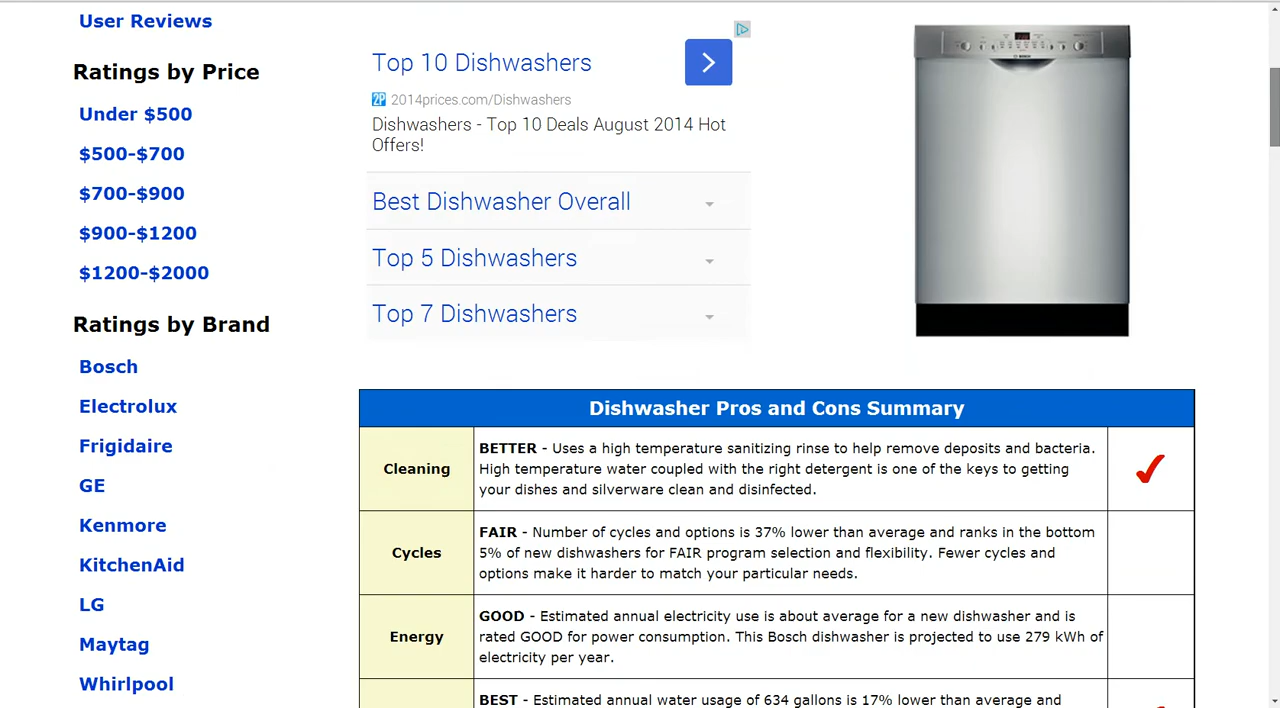 User Reviews
Ratings by Price
Under $500
$500-$700
$700-$900
$900-$1200
$1200-$2000
Ratings by Brand
Bosch
Electrolux
Frigidaire
GE
Kenmore
KitchenAid
LG
Maytag
Whirlpool
Top 10 Dishwashers
2P 2014prices.com/Dishwashers
Dishwashers - Top 10 Deals August 2014 Hot
Offers!
Best Dishwasher Overall
Top 5 Dishwashers
Top 7 Dishwashers
BOSCH
Dishwasher Pros and Cons Summary
Cleaning
BETTER - Uses a high temperature sanitizing rinse to help remove deposits and bacteria.
High temperature water coupled with the right detergent is one of the keys to getting
your dishes and silverware clean and disinfected.
Cycles
FAIR - Number of cycles and options is 37% lower than average and ranks in the bottom
5% of new dishwashers for FAIR program selection and flexibility. Fewer cycles and
options make it harder to match your particular needs.
Energy
GOOD - Estimated annual electricity use is about average for a new dishwasher and is
rated GOOD for power consumption. This Bosch dishwasher is projected to use 279 kWh of
electricity per year.
BEST - Estimated annual water usage of 634 gallons is 17% lower than average and